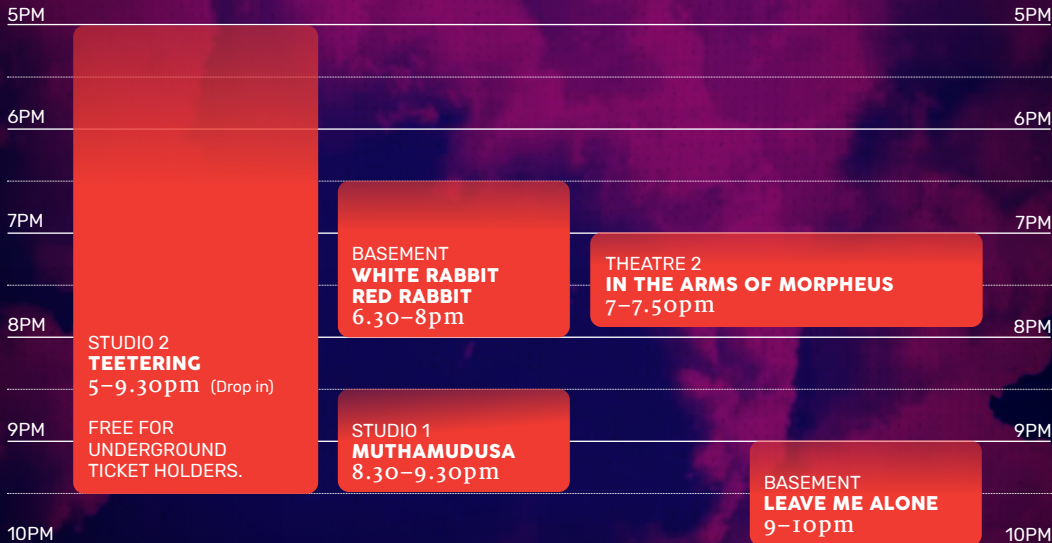 5PM
5PM
6PM
6PM
7PM
7PM
BASEMENT
WHITE RABBIT
RED RABBIT
6.30–8pm
THEATRE 2
IN THE ARMS OF MORPHEUS
7–7.50pm
8PM
8PM
STUDIO 2
TEETERING
5–9.30pm (Drop in)
FREE FOR
UNDERGROUND
TICKET HOLDERS.
9PM
9PM
STUDIO 1
MUTHAMUDUSA
8.30–9.30pm
BASEMENT
LEAVE ME ALONE
9–10pm
10PM
10PM